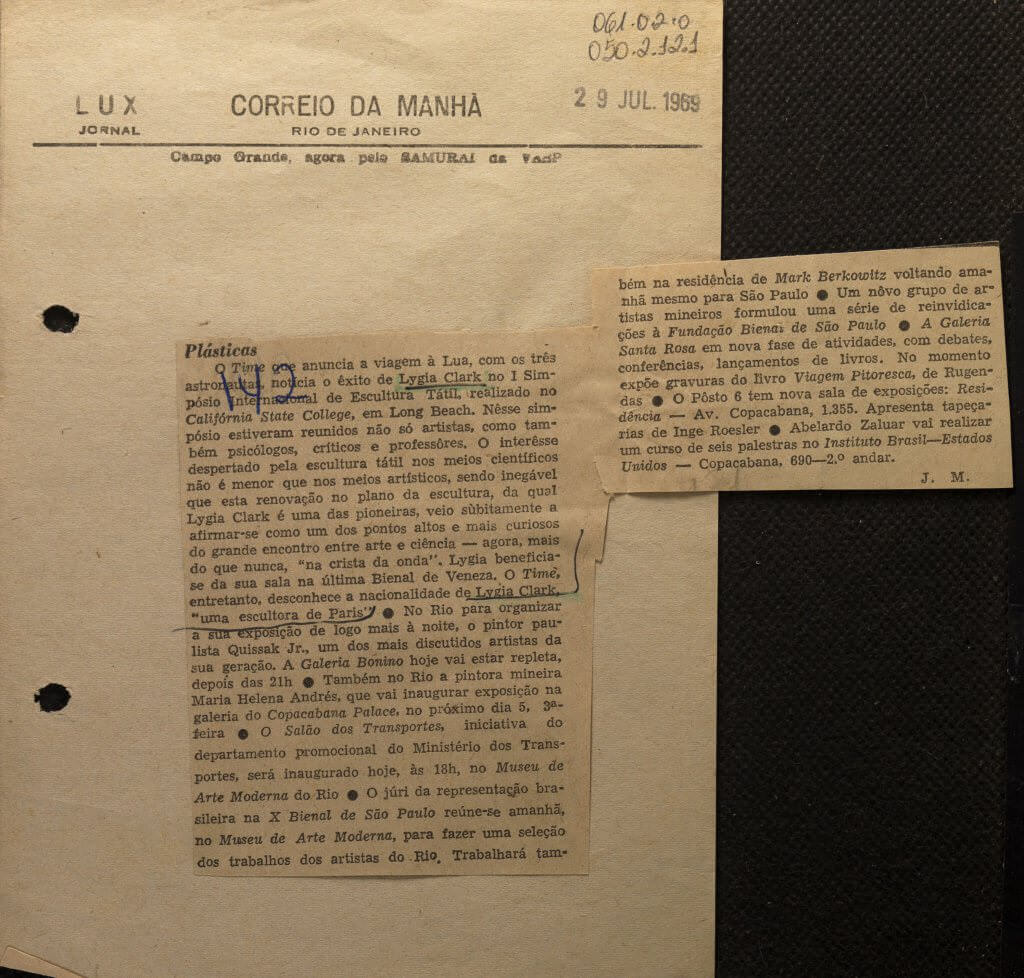 061.02.0
050.2.121
LUX
JORNAL
CORREIO DA MANHÃ
RIO DE JANEIRO
29 JUL. 1969
Campo Grande, agora pelo SAMURAI da VASP
Plásticas
142
O Time que anuncia a viagem à Lua, com os três
astronautas, noticia o êxito de Lygia Clark no I Sim-
pósio Internacional de Escultura Tátil, realizado no
Califórnia State College, em Long Beach. Nêsse sim-
pósio estiveram reunidos não só artistas, como tam-
bém psicólogos, críticos e professôres. O interêsse
despertado pela escultura tátil nos meios científicos
não é menor que nos meios artísticos, sendo inegável
que esta renovação no plano da escultura, da qual
Lygia Clark é uma das pioneiras, veio sùbitamente a
afirmar-se como um dos pontos altos e mais curiosos
do grande encontro entre arte e ciência — agora, mais
do que nunca, "na crista da onda". Lygia beneficia-
se da sua sala na última Bienal de Veneza. O Time,
entretanto, desconhece a nacionalidade de Lygia Clark,
"uma escultora de Paris" ● No Rio para organizar
a sua exposição de logo mais à noite, o pintor pau-
lista Quissak Jr., um dos mais discutidos artistas da
sua geração. A Galeria Bonino hoje vai estar repleta,
depois das 21h ● Também no Rio a pintora mineira
Maria Helena Andrés, que vai inaugurar exposição na
galeria do Copacabana Palace, no próximo dia 5, 3ª-
feira ● O Salão dos Transportes, iniciativa do
departamento promocional do Ministério dos Trans-
portes, será inaugurado hoje, às 18h, no Museu de
Arte Moderna do Rio ● O júri da representação bra-
sileira na X Bienal de São Paulo reúne-se amanhã,
no Museu de Arte Moderna, para fazer uma seleção
dos trabalhos dos artistas do Rio. Trabalhará tam-
bém na residência de Mark Berkowitz voltando ama-
nhã mesmo para São Paulo ● Um nôvo grupo de ar-
tistas mineiros formulou uma série de reinvidica-
ções à Fundação Bienal de São Paulo ● A Galeria
Santa Rosa em nova fase de atividades, com debates,
conferências, lançamentos de livros. No momento
expõe gravuras do livro Viagem Pitoresca, de Rugen-
das ● O Pôsto 6 tem nova sala de exposições: Resi-
dência — Av. Copacabana, 1.355. Apresenta tapeça-
rias de Inge Roesler ● Abelardo Zaluar vai realizar
um curso de seis palestras no Instituto Brasil—Estados
Unidos — Copacabana, 690—2.º andar.
J. M.